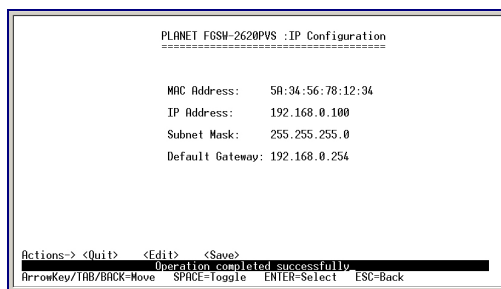 PLANET FGSW-2620PVS :IP Configuration
=====================================
MAC Address: 5A:34:56:78:12:34
IP Address: 192.168.0.100
Subnet Mask: 255.255.255.0
Default Gateway: 192.168.0.254
Actions-> <Quit> <Edit> <Save>
Operation completed successfully_
ArrowKey/TAB/BACK=Move SPACE=Toggle ENTER=Select ESC=Back